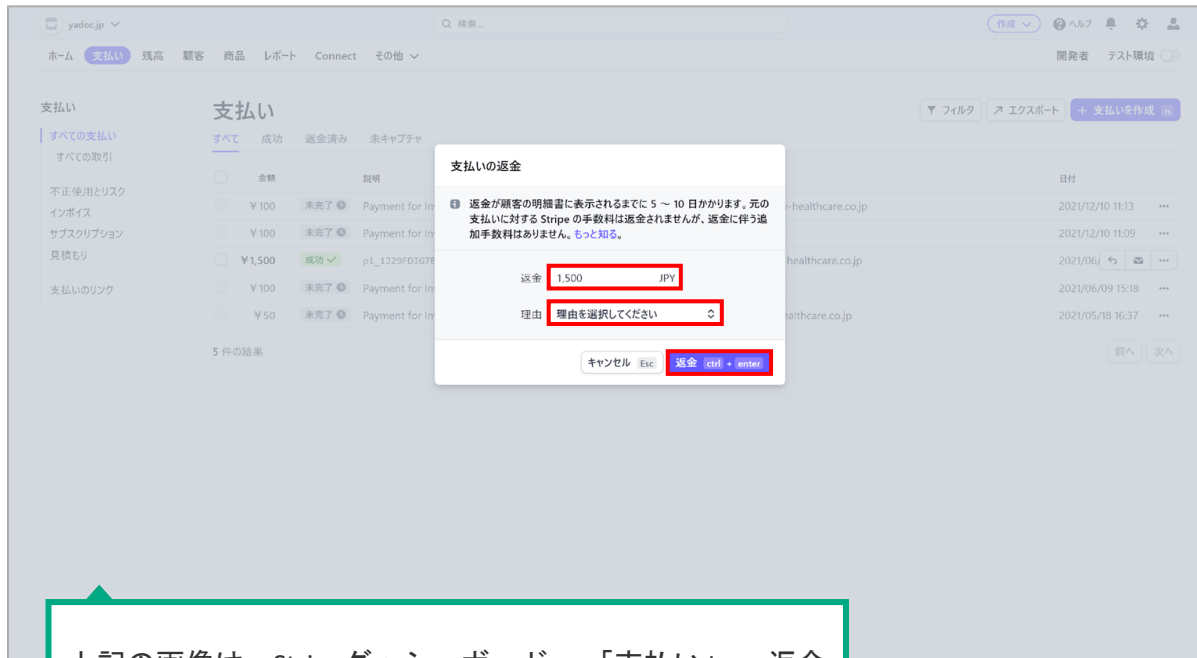 yadoc.jp
検索...
作成
ヘルプ
ホーム 支払い 残高 顧客 商品 レポート Connect その他
開発者 テスト環境
支払い
すべての支払い
すべての取引
不正使用とリスク
インボイス
サブスクリプション
見積もり
支払いのリンク
支払い
フィルタ エクスポート + 支払いを作成 n
すべて 成功 返金済み 未キャプチャ
金額 説明 日付
¥100 未完了 Payment for In -healthcare.co.jp 2021/12/10 11:13
¥100 未完了 Payment for In 2021/12/10 11:09
¥1,500 成功 healthcare.co.jp 2021/06/
¥100 未完了 Payment for In 2021/06/09 15:18
¥50 未完了 Payment for In ealthcare.co.jp 2021/05/18 16:37
5 件の結果
前へ 次へ
支払いの返金
返金が顧客の明細書に表示されるまでに 5 ～ 10 日かかります。元の
支払いに対する Stripe の手数料は返金されませんが、返金に伴う追
加手数料はありません。もっと知る。
返金 1,500 JPY
理由 理由を選択してください
キャンセル Esc 返金 ctrl + enter